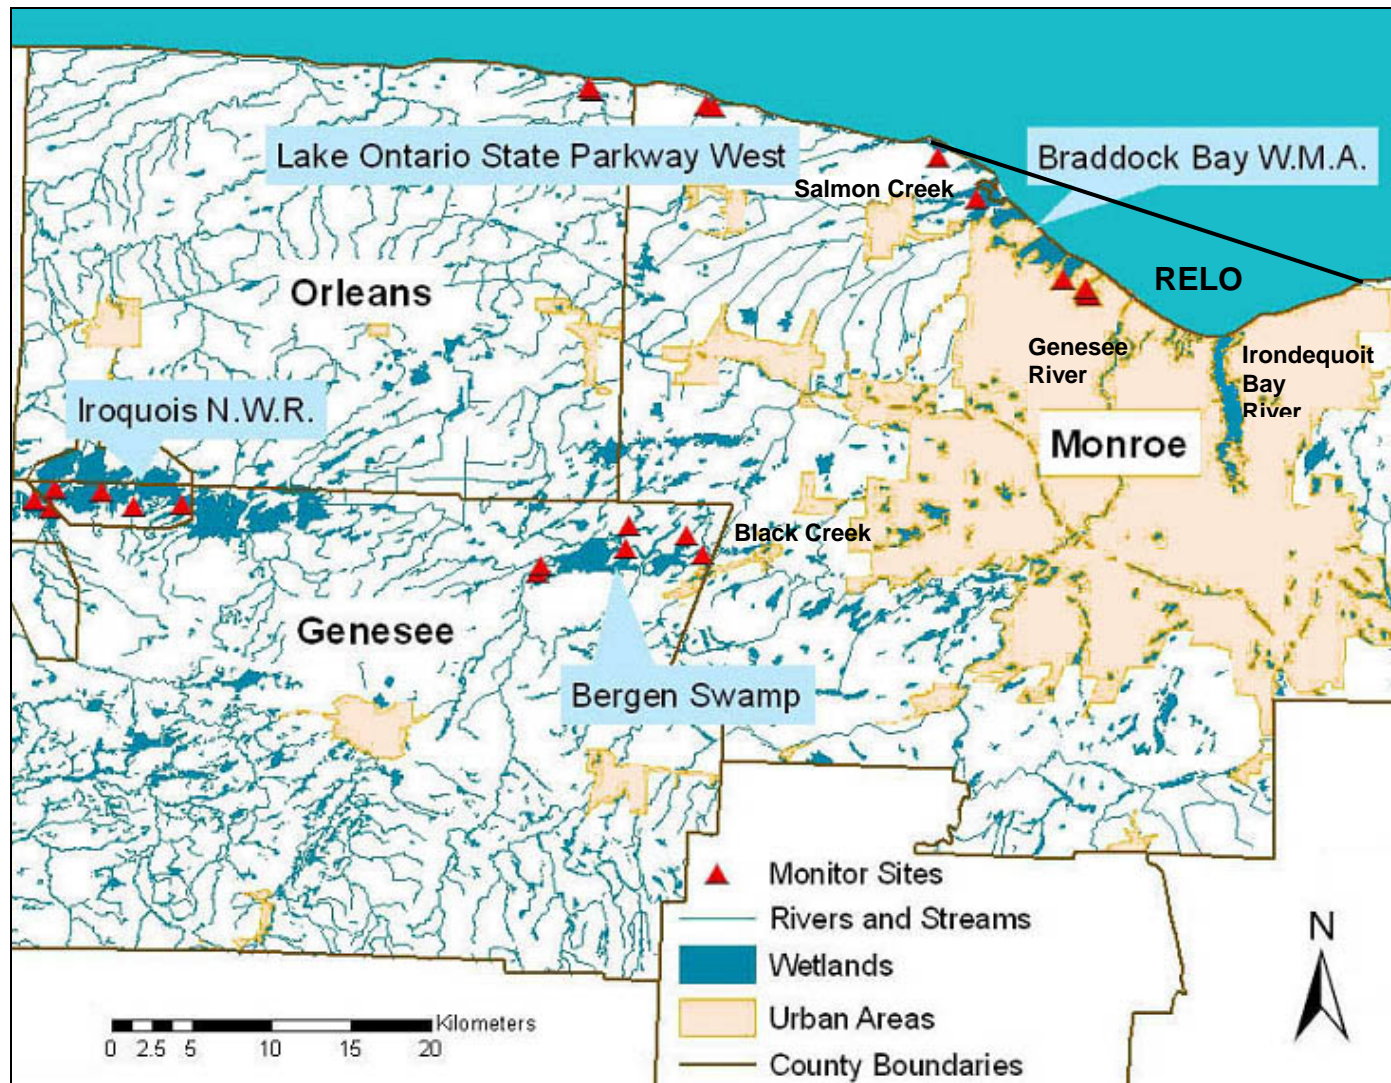 Lake Ontario State Parkway West
Braddock Bay W.M.A.
Salmon Creek
RELO
Orleans
Genesee
River
Irondequoit
Bay
River
Iroquois N.W.R.
Monroe
Black Creek
Genesee
Bergen Swamp
Monitor Sites
Rivers and Streams
Wetlands
Urban Areas
County Boundaries
N
Kilometers
0 2.5 5 10 15 20